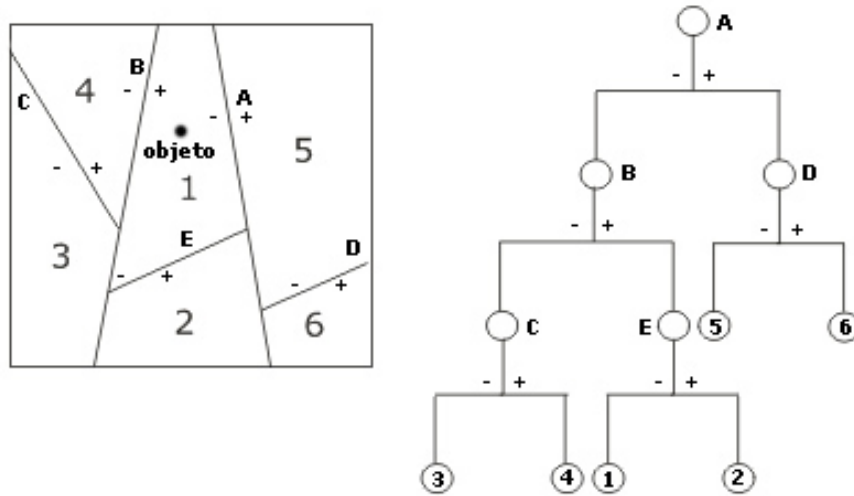 B
4
- +
A
C
- +
objeto
5
- +
1
3
E
D
- +
- +
2
6
A
- +
B
D
- +
- +
C
E
5
6
- +
- +
3
4
1
2